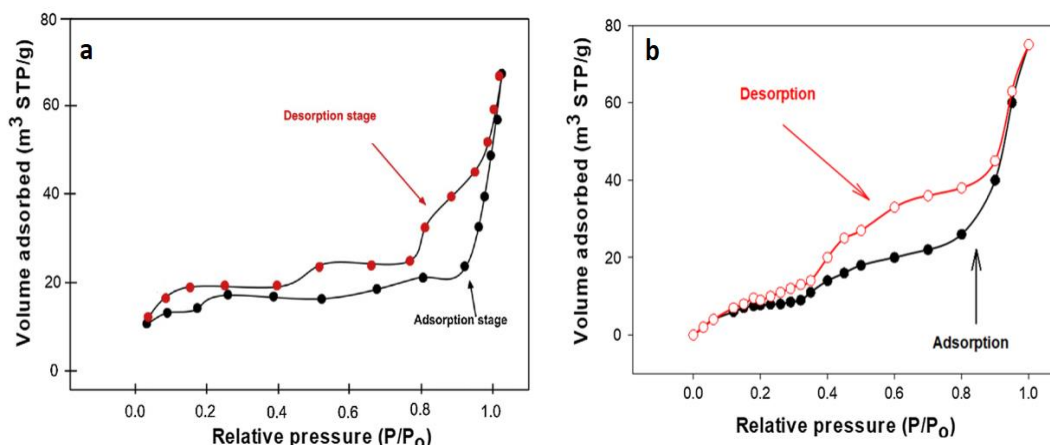 a
Volume adsorbed (m³ STP/g)
80
60
40
20
0
Desorption stage
Adsorption stage
0.0 0.2 0.4 0.6 0.8 1.0
Relative pressure (P/Po)
b
Volume adsorbed (m³ STP/g)
80
60
40
20
0
Desorption
Adsorption
0.0 0.2 0.4 0.6 0.8 1.0
Relative pressure (P/Po)